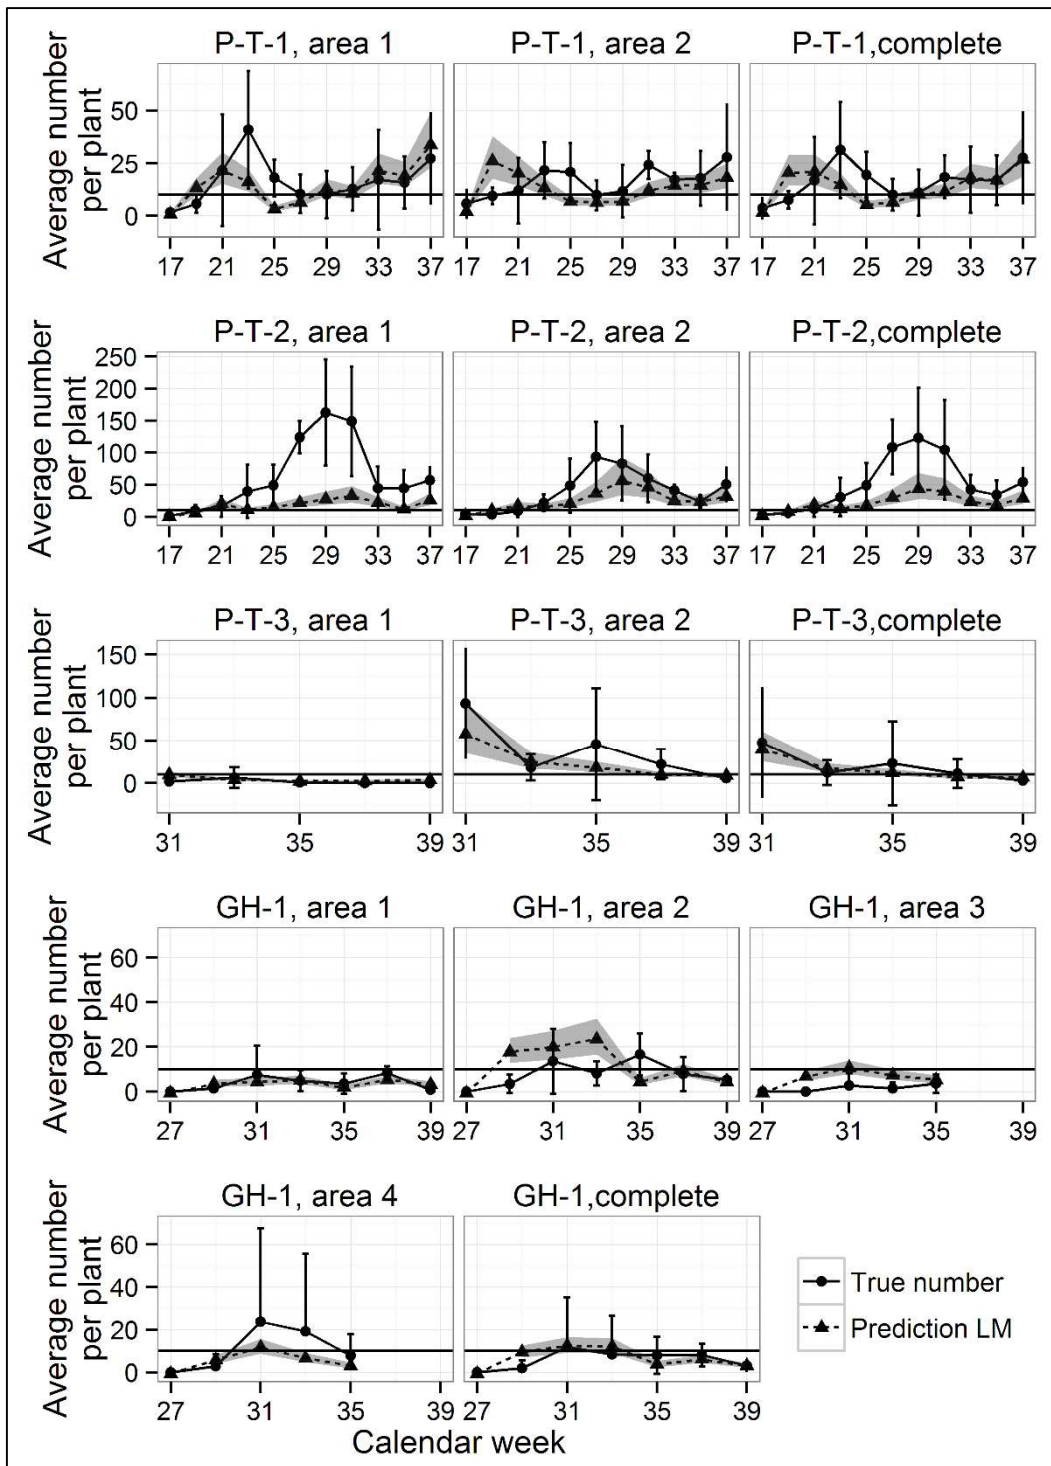 P-T-1, area 1 P-T-1, area 2 P-T-1,complete
Average number
per plant
50
25
0
17 21 25 29 33 37 17 21 25 29 33 37 17 21 25 29 33 37
P-T-2, area 1 P-T-2, area 2 P-T-2,complete
Average number
per plant
250
200
150
100
50
0
17 21 25 29 33 37 17 21 25 29 33 37 17 21 25 29 33 37
P-T-3, area 1 P-T-3, area 2 P-T-3,complete
Average number
per plant
150
100
50
0
31 35 39 31 35 39 31 35 39
GH-1, area 1 GH-1, area 2 GH-1, area 3
Average number
per plant
60
40
20
0
27 31 35 39 27 31 35 39 27 31 35 39
GH-1, area 4 GH-1,complete
Average number
per plant
60
40
20
0
27 31 35 39 27 31 35 39
Calendar week
True number
Prediction LM